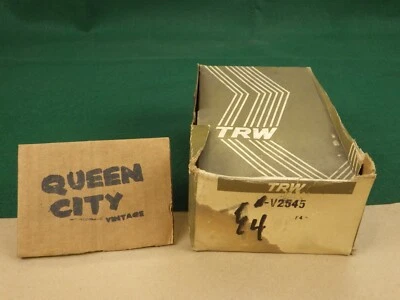 QUEEN
CITY
VINTAGE
TRW
TRW
-V2545
E4